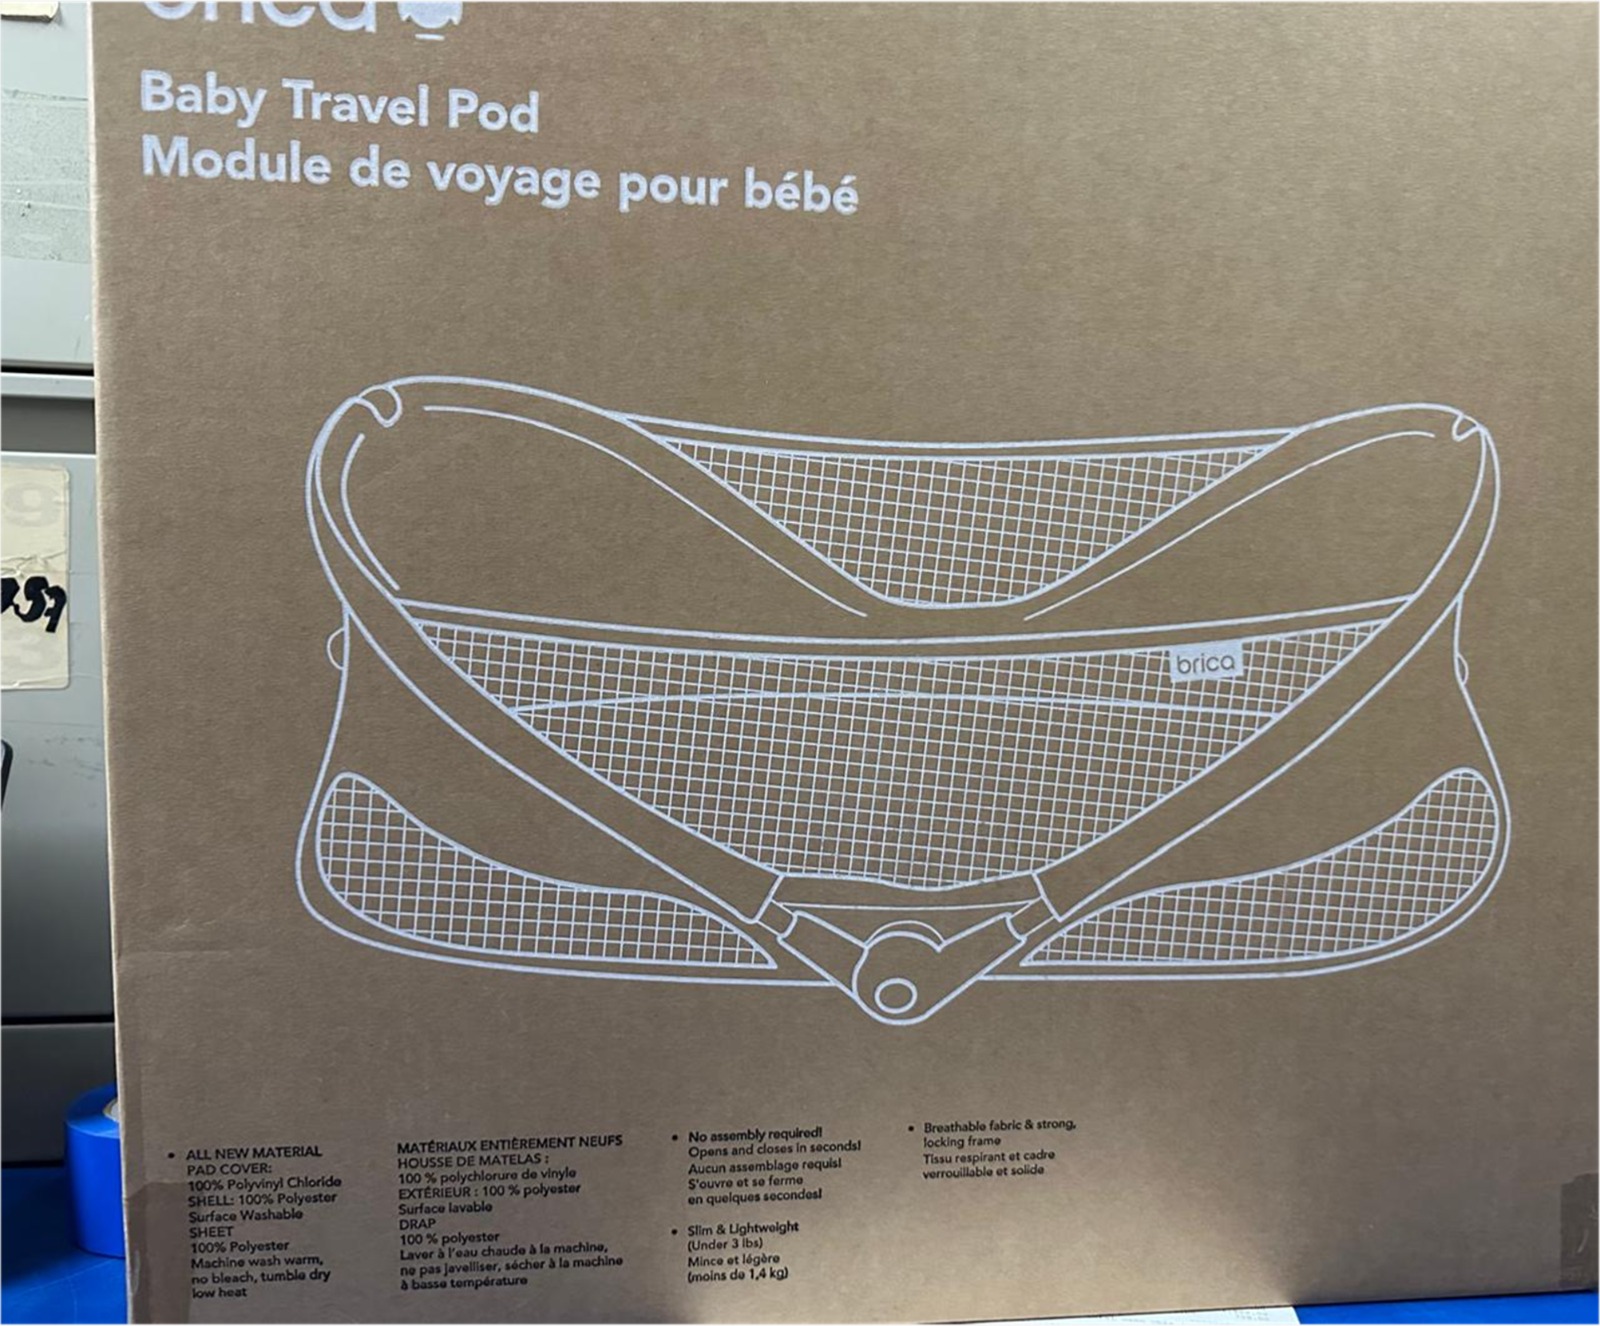 Baby Travel Pod
Module de voyage pour bébé
brica
• ALL NEW MATERIAL
PAD COVER:
100% Polyvinyl Chloride
SHELL: 100% Polyester
Surface Washable
SHEET
100% Polyester
Machine wash warm,
no bleach, tumble dry
low heat
MATÉRIAUX ENTIÈREMENT NEUFS
HOUSSE DE MATELAS :
100 % polychlorure de vinyle
EXTÉRIEUR : 100 % polyester
Surface lavable
DRAP
100 % polyester
Laver à l'eau chaude à la machine,
ne pas javelliser, sécher à la machine
à basse température
• No assembly required!
Opens and closes in seconds!
Aucun assemblage requis!
S'ouvre et se ferme
en quelques secondes!
• Slim & Lightweight
(Under 3 lbs)
Mince et légère
(moins de 1,4 kg)
• Breathable fabric & strong,
locking frame
Tissu respirant et cadre
verrouillable et solide